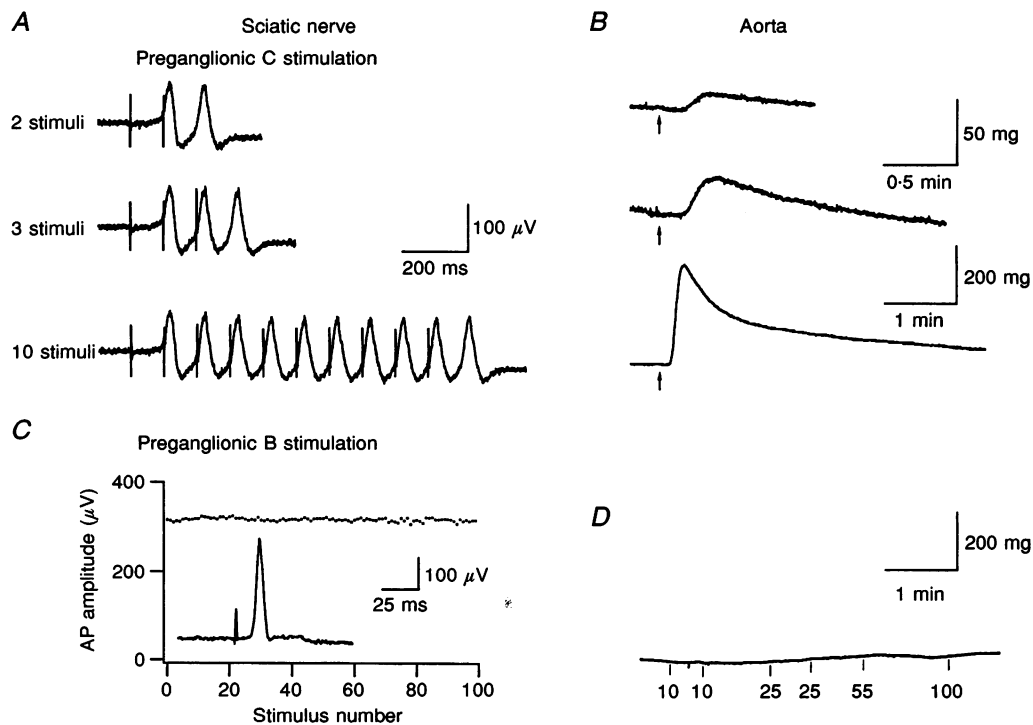 A
Sciatic nerve
Preganglionic C stimulation
2 stimuli
3 stimuli
100 μV
200 ms
10 stimuli
B
Aorta
50 mg
0·5 min
200 mg
1 min
C
Preganglionic B stimulation
AP amplitude (μV)
400
200
0
100 μV
25 ms
0 20 40 60 80 100
Stimulus number
D
200 mg
1 min
10 10 25 25 55 100